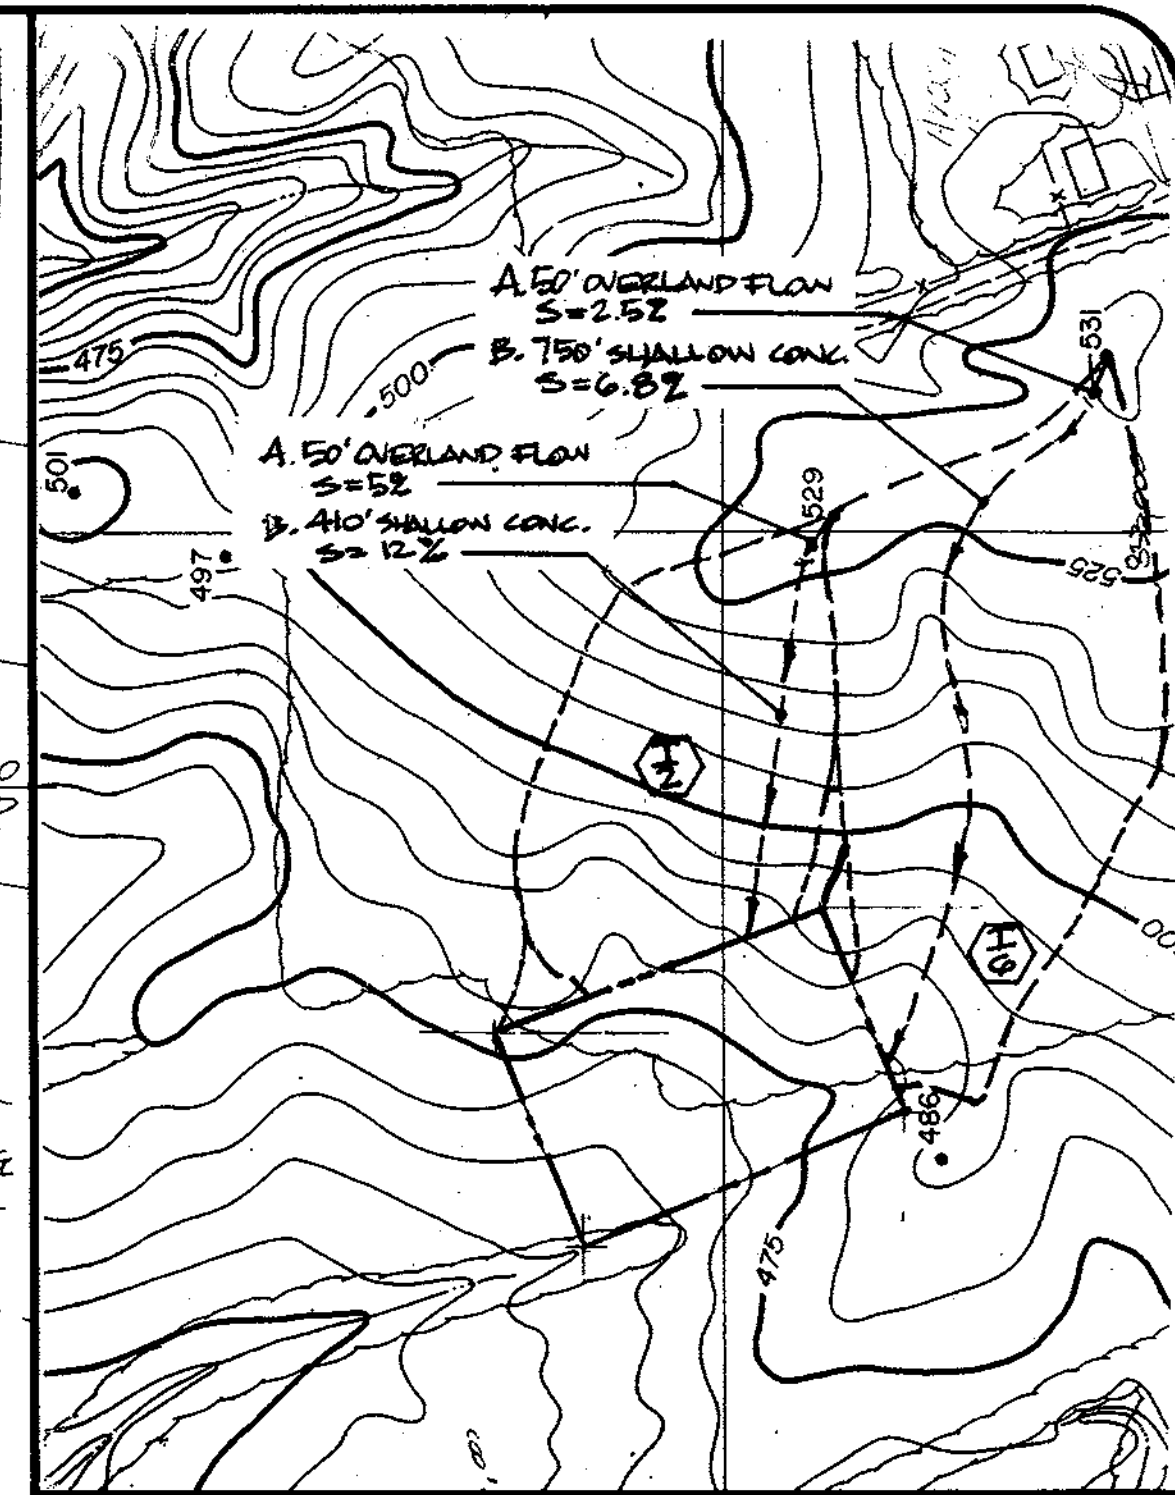 A. 50' OVERLAND FLOW
S=2.5%
B. 750' SHALLOW CONC.
S=6.8%
531
475
500
A. 50' OVERLAND FLOW
S=5%
B. 410' SHALLOW CONC.
S=12%
501
529
497
525
486
475